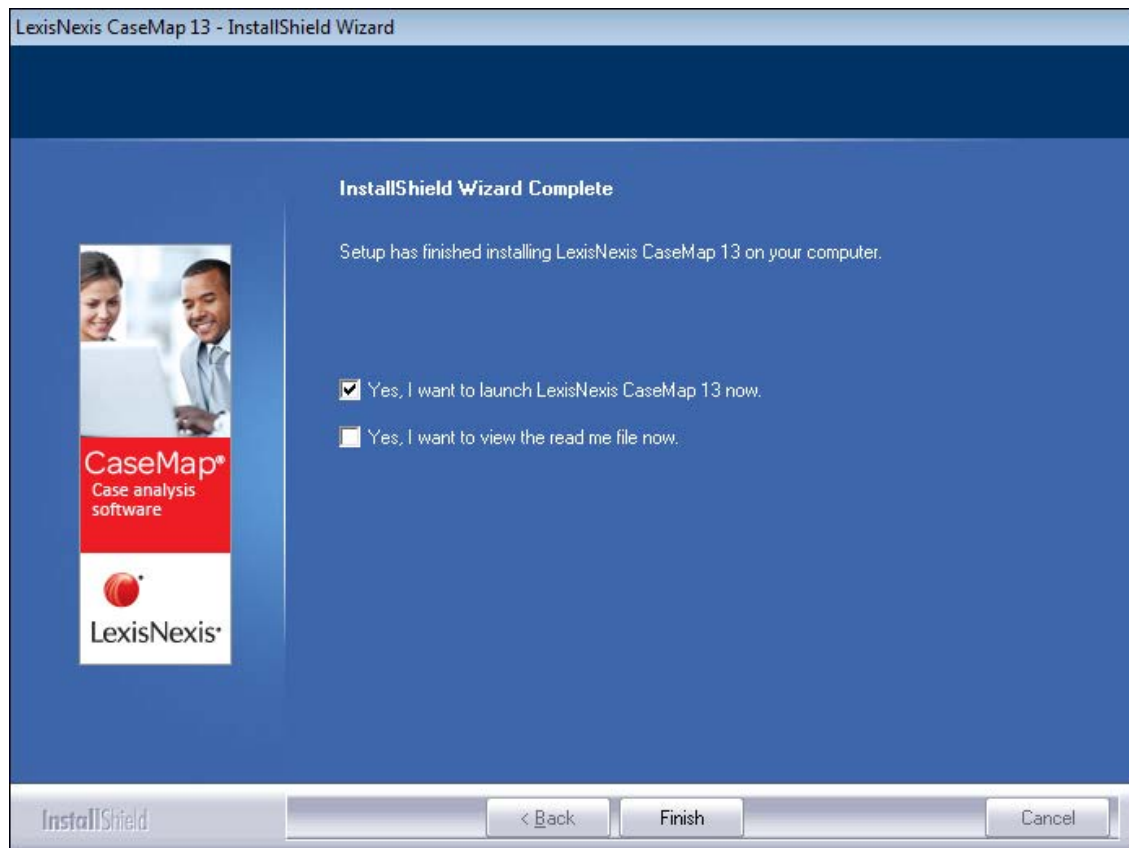 LexisNexis CaseMap 13 - InstallShield Wizard
InstallShield Wizard Complete
Setup has finished installing LexisNexis CaseMap 13 on your computer.
Yes, I want to launch LexisNexis CaseMap 13 now.
Yes, I want to view the read me file now.
CaseMap®
Case analysis
software
LexisNexis·
InstallShield
< Back
Finish
Cancel